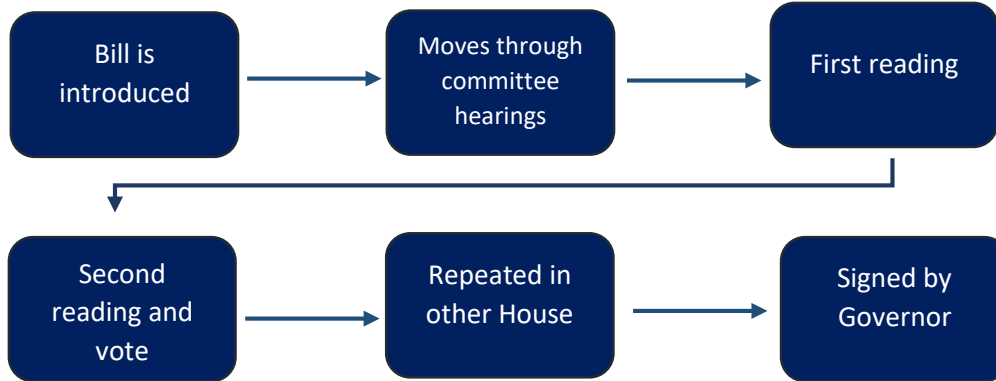 Bill is
introduced
Moves through
committee
hearings
First reading
Second
reading and
vote
Repeated in
other House
Signed by
Governor